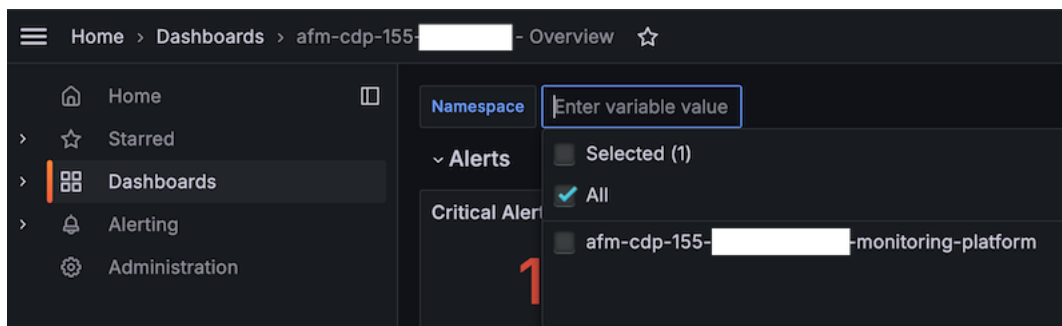 Home › Dashboards › afm-cdp-155- - Overview
Home
Starred
Dashboards
Alerting
Administration
Namespace
Enter variable value
Selected (1)
All
afm-cdp-155- -monitoring-platform
Alerts
Critical Aler
1